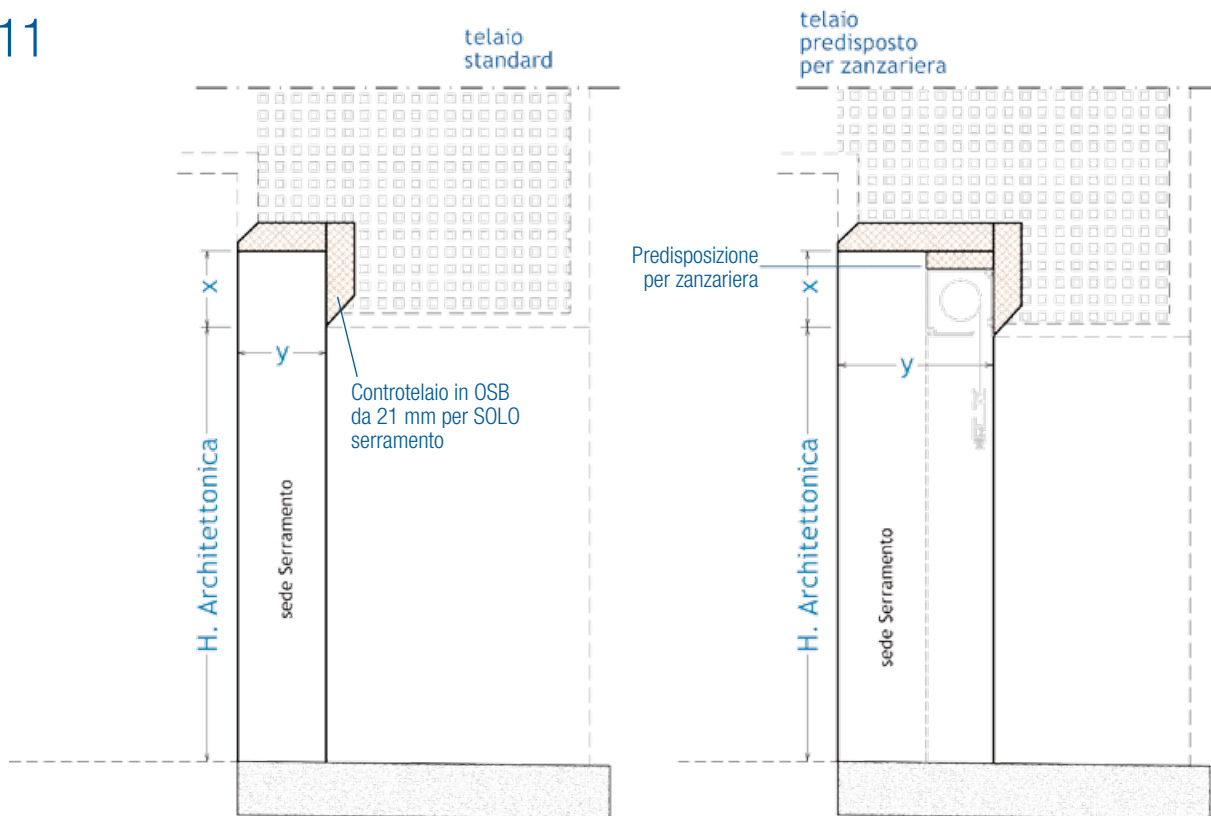 11
telaio
standard
x
y
Controtelaio in OSB
da 21 mm per SOLO
serramento
H. Architettonica
sede Serramento
telaio
predisposto
per zanzariera
Predisposizione
per zanzariera
x
y
H. Architettonica
sede Serramento